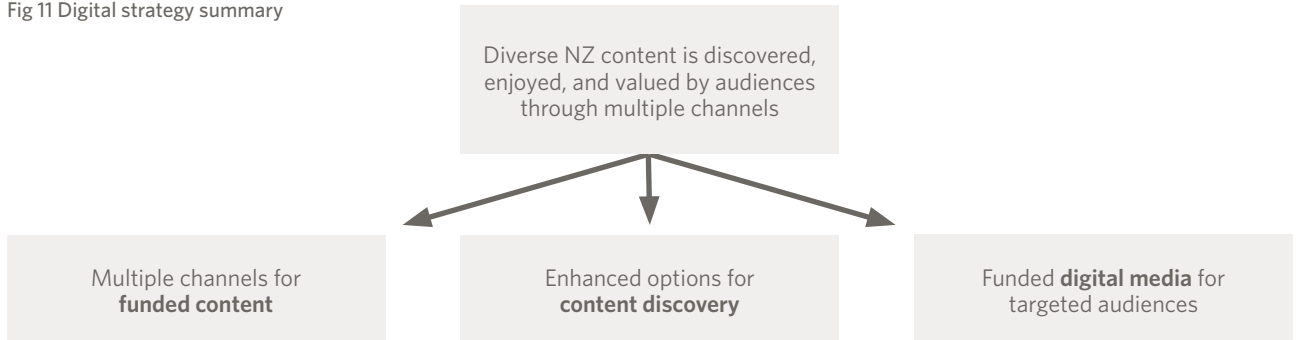 Fig 11 Digital strategy summary
Diverse NZ content is discovered,
enjoyed, and valued by audiences
through multiple channels
Multiple channels for
funded content
Enhanced options for
content discovery
Funded digital media for
targeted audiences